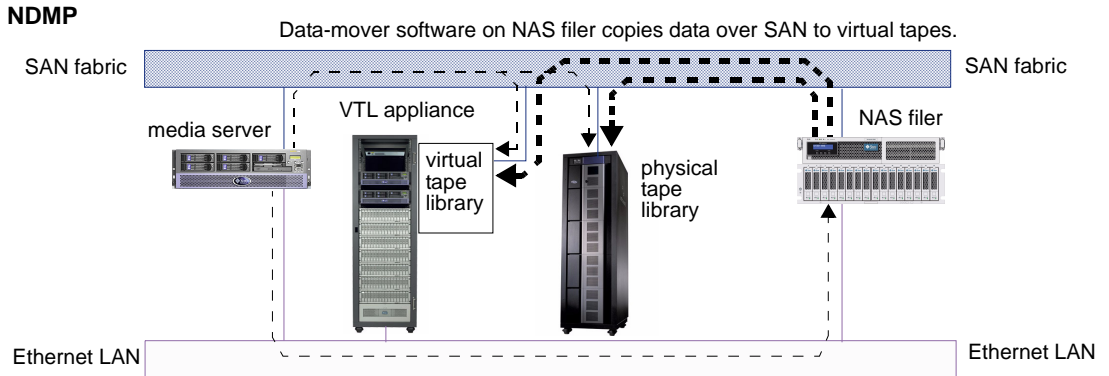 NDMP
Data-mover software on NAS filer copies data over SAN to virtual tapes.
SAN fabric
SAN fabric
VTL appliance
NAS filer
media server
virtual
tape
library
physical
tape
library
Ethernet LAN
Ethernet LAN